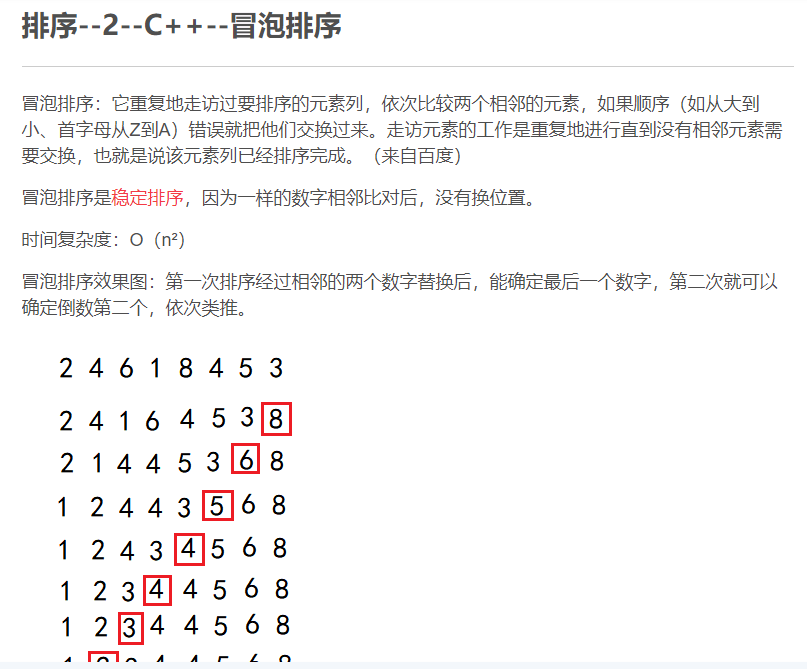 排序--2--C++--冒泡排序
冒泡排序：它重复地走访过要排序的元素列，依次比较两个相邻的元素，如果顺序（如从大到
小、首字母从Z到A）错误就把他们交换过来。走访元素的工作是重复地进行直到没有相邻元素需
要交换，也就是说该元素列已经排序完成。（来自百度）
冒泡排序是稳定排序，因为一样的数字相邻比对后，没有换位置。
时间复杂度：O（n²）
冒泡排序效果图：第一次排序经过相邻的两个数字替换后，能确定最后一个数字，第二次就可以
确定倒数第二个，依次类推。
2 4 6 1 8 4 5 3
2 4 1 6 4 5 3 8
2 1 4 4 5 3 6 8
1 2 4 4 3 5 6 8
1 2 4 3 4 5 6 8
1 2 3 4 4 5 6 8
1 2 3 4 4 5 6 8